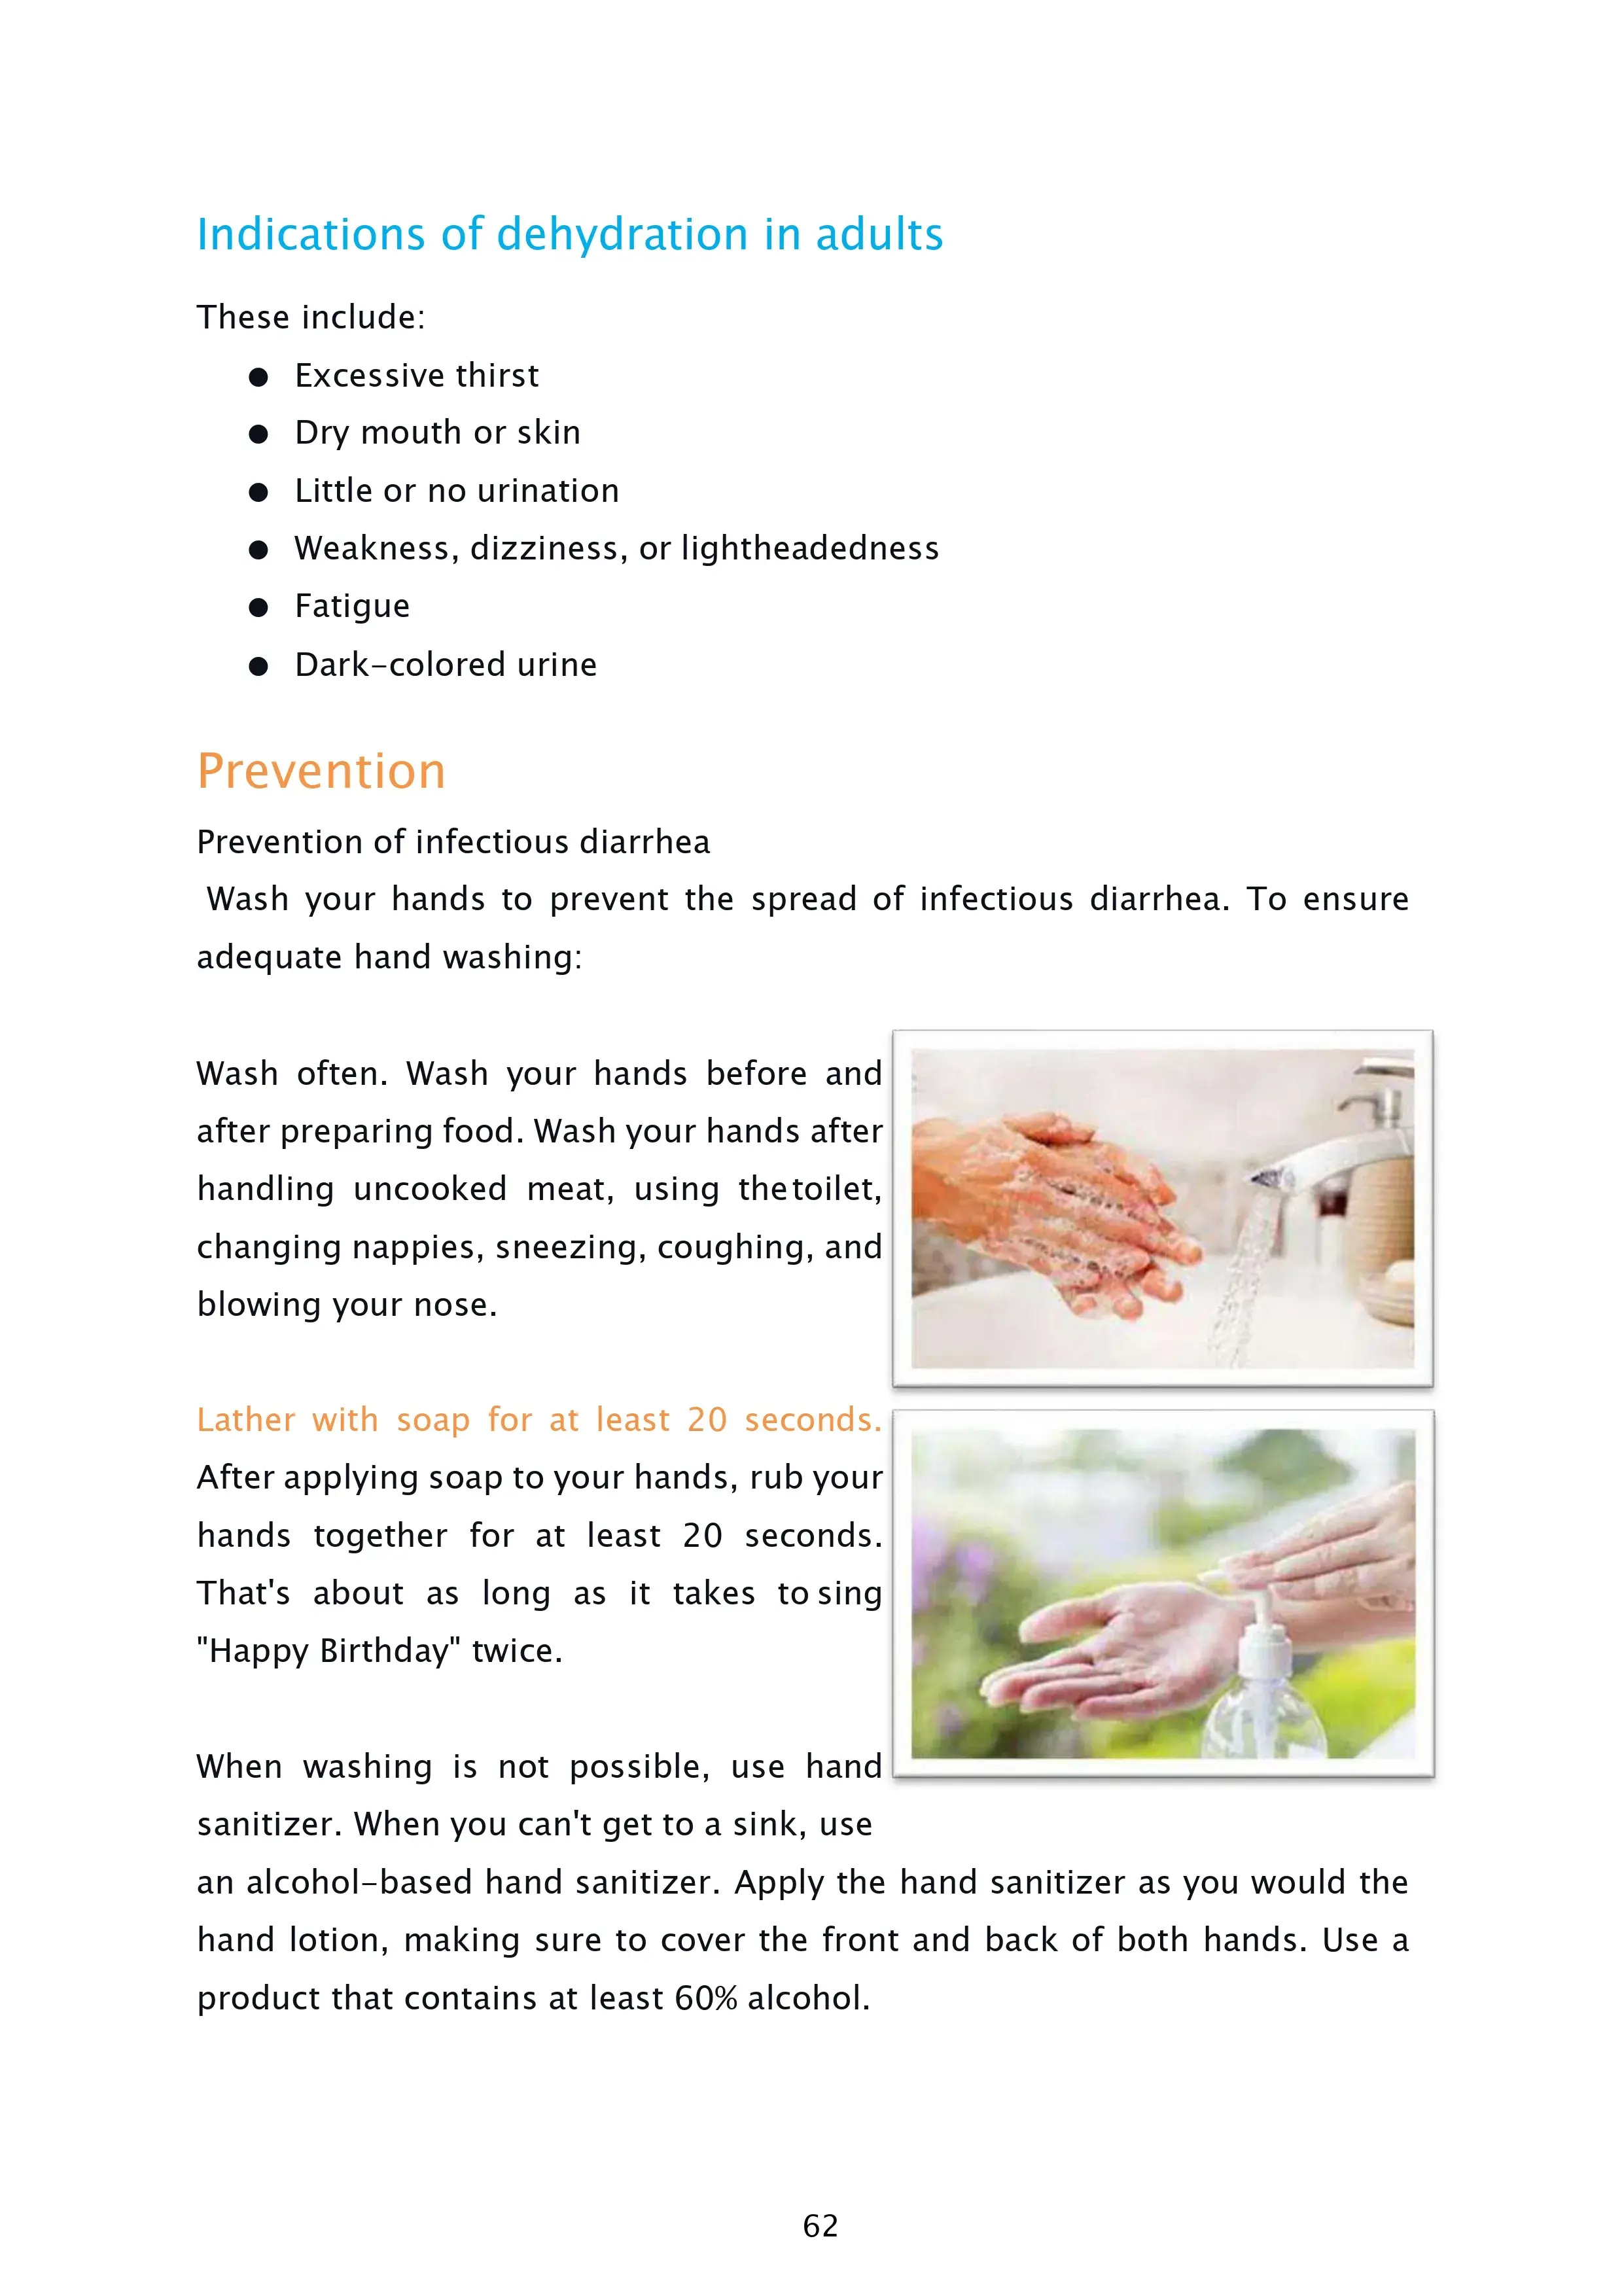 Indications of dehydration in adults
These include:
● Excessive thirst
● Dry mouth or skin
● Little or no urination
● Weakness, dizziness, or lightheadedness
● Fatigue
● Dark-colored urine
Prevention
Prevention of infectious diarrhea
Wash your hands to prevent the spread of infectious diarrhea. To ensure
adequate hand washing:
Wash often. Wash your hands before and
after preparing food. Wash your hands after
handling uncooked meat, using thetoilet,
changing nappies, sneezing, coughing, and
blowing your nose.
Lather with soap for at least 20 seconds.
After applying soap to your hands, rub your
hands together for at least 20 seconds.
That's about as long as it takes to sing
"Happy Birthday" twice.
When washing is not possible, use hand
sanitizer. When you can't get to a sink, use
an alcohol-based hand sanitizer. Apply the hand sanitizer as you would the
hand lotion, making sure to cover the front and back of both hands. Use a
product that contains at least 60% alcohol.
62